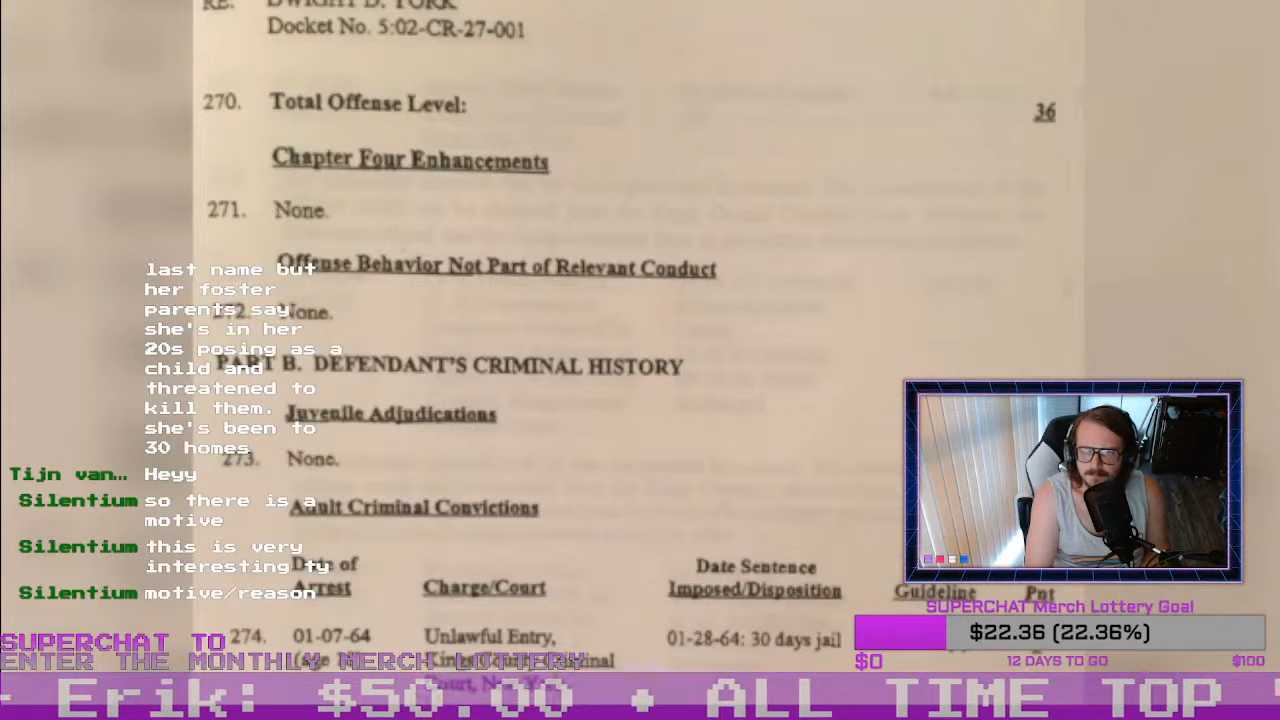 RE: DWIGHT D. YORK
Docket No. 5:02-CR-27-001
270. Total Offense Level: 36
Chapter Four Enhancements
271. None.
Offense Behavior Not Part of Relevant Conduct
272. None.
PART B. DEFENDANT'S CRIMINAL HISTORY
Juvenile Adjudications
273. None.
Adult Criminal Convictions
Date of
Arrest
Charge/Court
Date Sentence
Imposed/Disposition
Guideline
Pnt
274. 01-07-64
Unlawful Entry,
01-28-64: 30 days jail
Court, New York
last name but
her foster
parents say
she's in her
20s posing as a
child and
threatened to
kill them.
she's been to
30 homes
Tijn van… Heyy
Silentium so there is a
motive
Silentium this is very
interesting ty
Silentium motive/reason
SUPERCHAT Merch Lottery Goal
$22.36 (22.36%)
$0 12 DAYS TO GO $100
SUPERCHAT TO
ENTER THE MONTHLY MERCH LOTTERY
Erik: $50.00 ✦ ALL TIME TOP